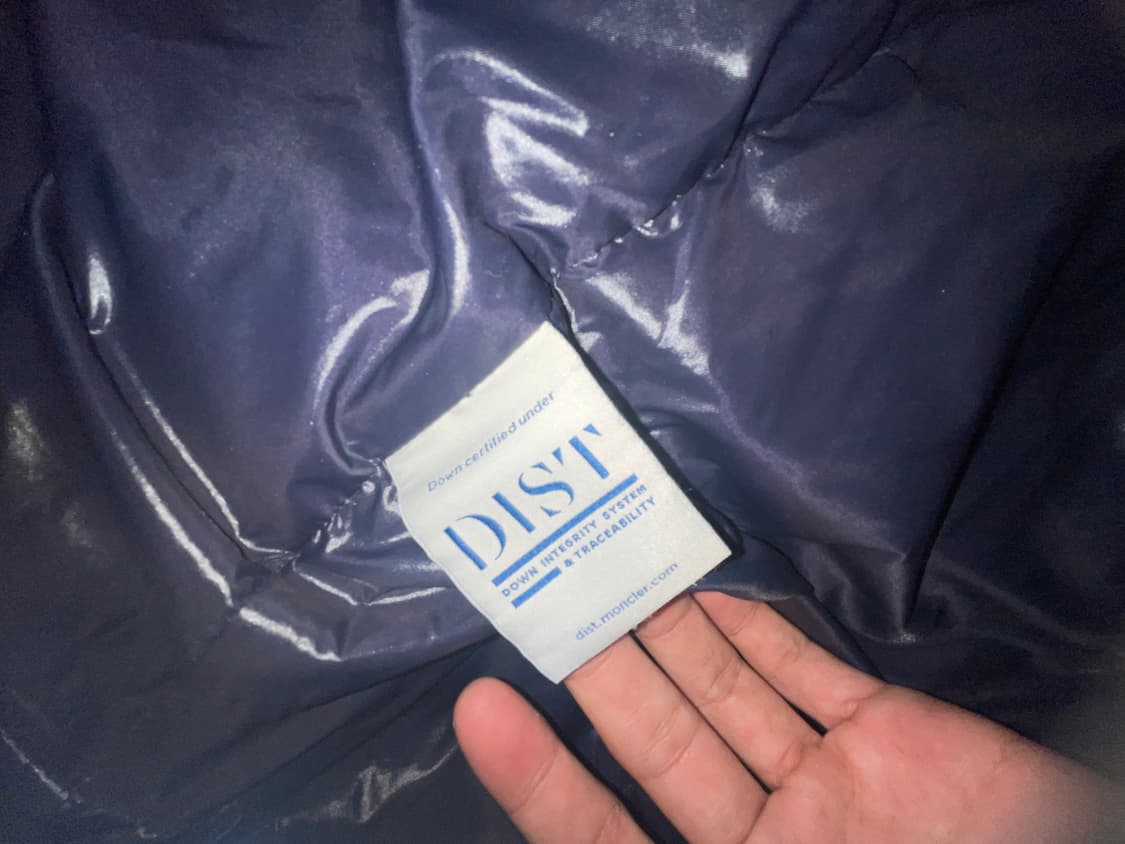 Down certified under
DIST
DOWN INTEGRITY SYSTEM
& TRACEABILITY
dist.moncler.com